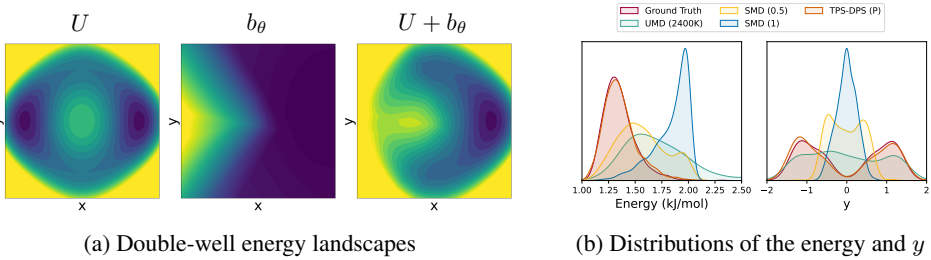 U
b_θ
U + b_θ
y
x
y
x
y
x
(a) Double-well energy landscapes
Ground Truth
UMD (2400K)
SMD (0.5)
SMD (1)
TPS-DPS (P)
1.00 1.25 1.50 1.75 2.00 2.25 2.50
Energy (kJ/mol)
−2 −1 0 1 2
y
(b) Distributions of the energy and y